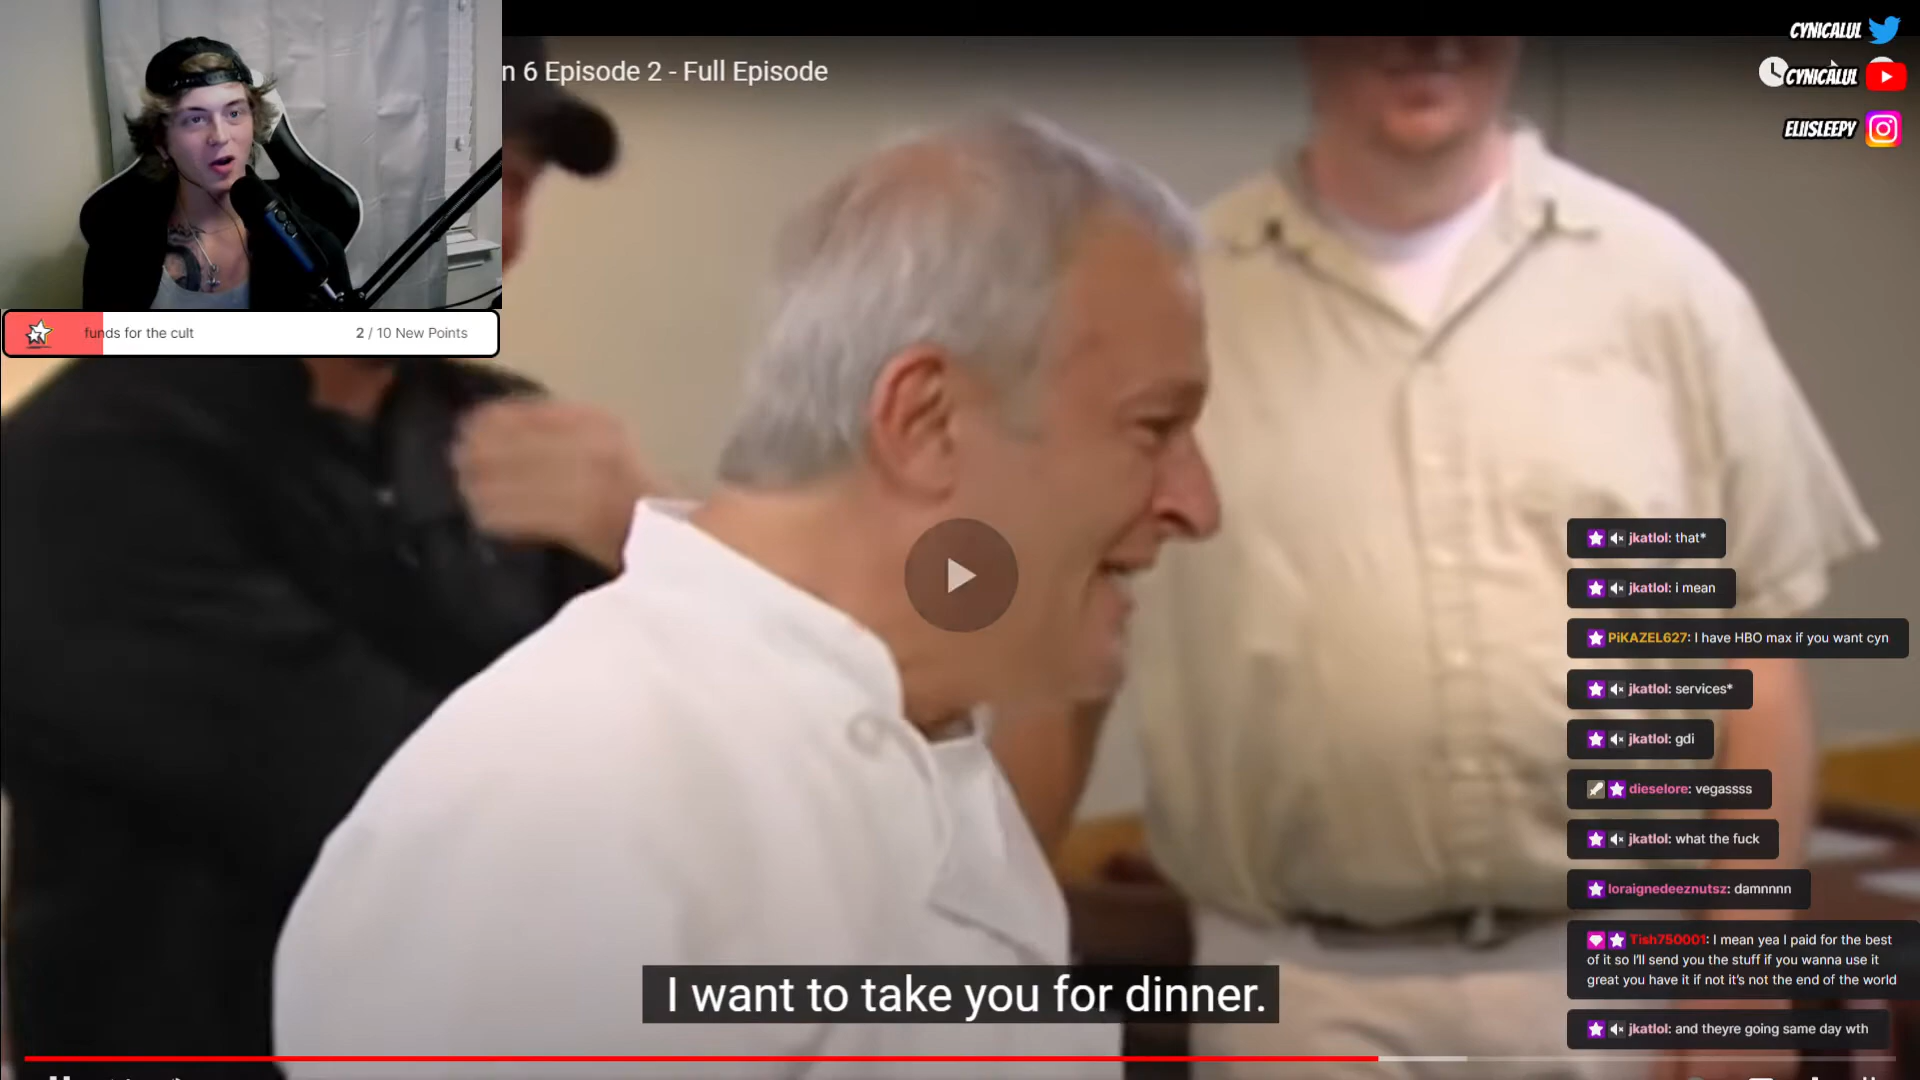 n 6 Episode 2 - Full Episode
CYNICALUL
CYNICALUL
ELIISLEEPY
funds for the cult
2 / 10 New Points
jkatlol: that*
jkatlol: i mean
PiKAZEL627: I have HBO max if you want cyn
jkatlol: services*
jkatlol: gdi
dieselore: vegassss
jkatlol: what the fuck
loraignedeeznutsz: damnnnn
Tish750001: I mean yea I paid for the best
of it so I'll send you the stuff if you wanna use it
great you have it if not it's not the end of the world
jkatlol: and theyre going same day wth
I want to take you for dinner.